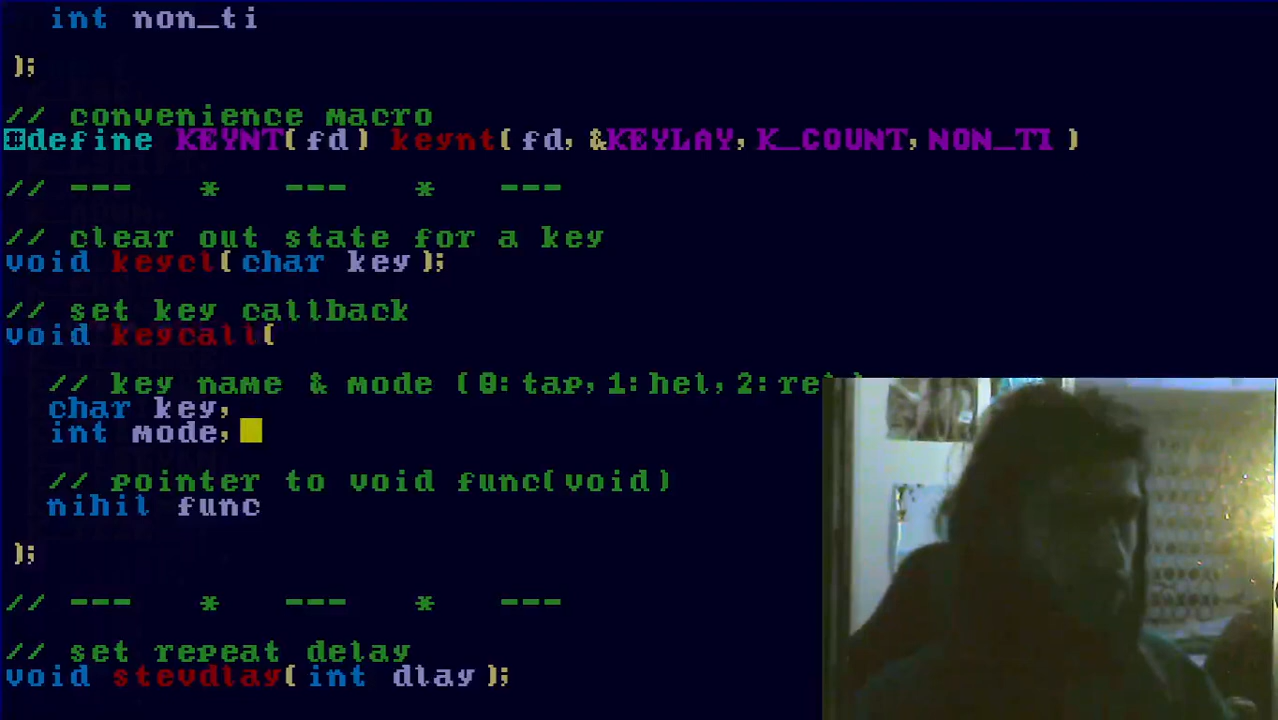 int non_ti
);
// convenience macro
#define KEYNT(fd) keynt(fd, &KEYLAY, K_COUNT, NON_TI )
// --- * --- * ---
// clear out state for a key
void keycl(char key);
// set key callback
void keycall(
// key name & mode (0: tap, 1: hel, 2: rel)
char key,
int mode,
// pointer to void func(void)
nihil func
);
// --- * --- * ---
// set repeat delay
void stevdlay(int dlay);